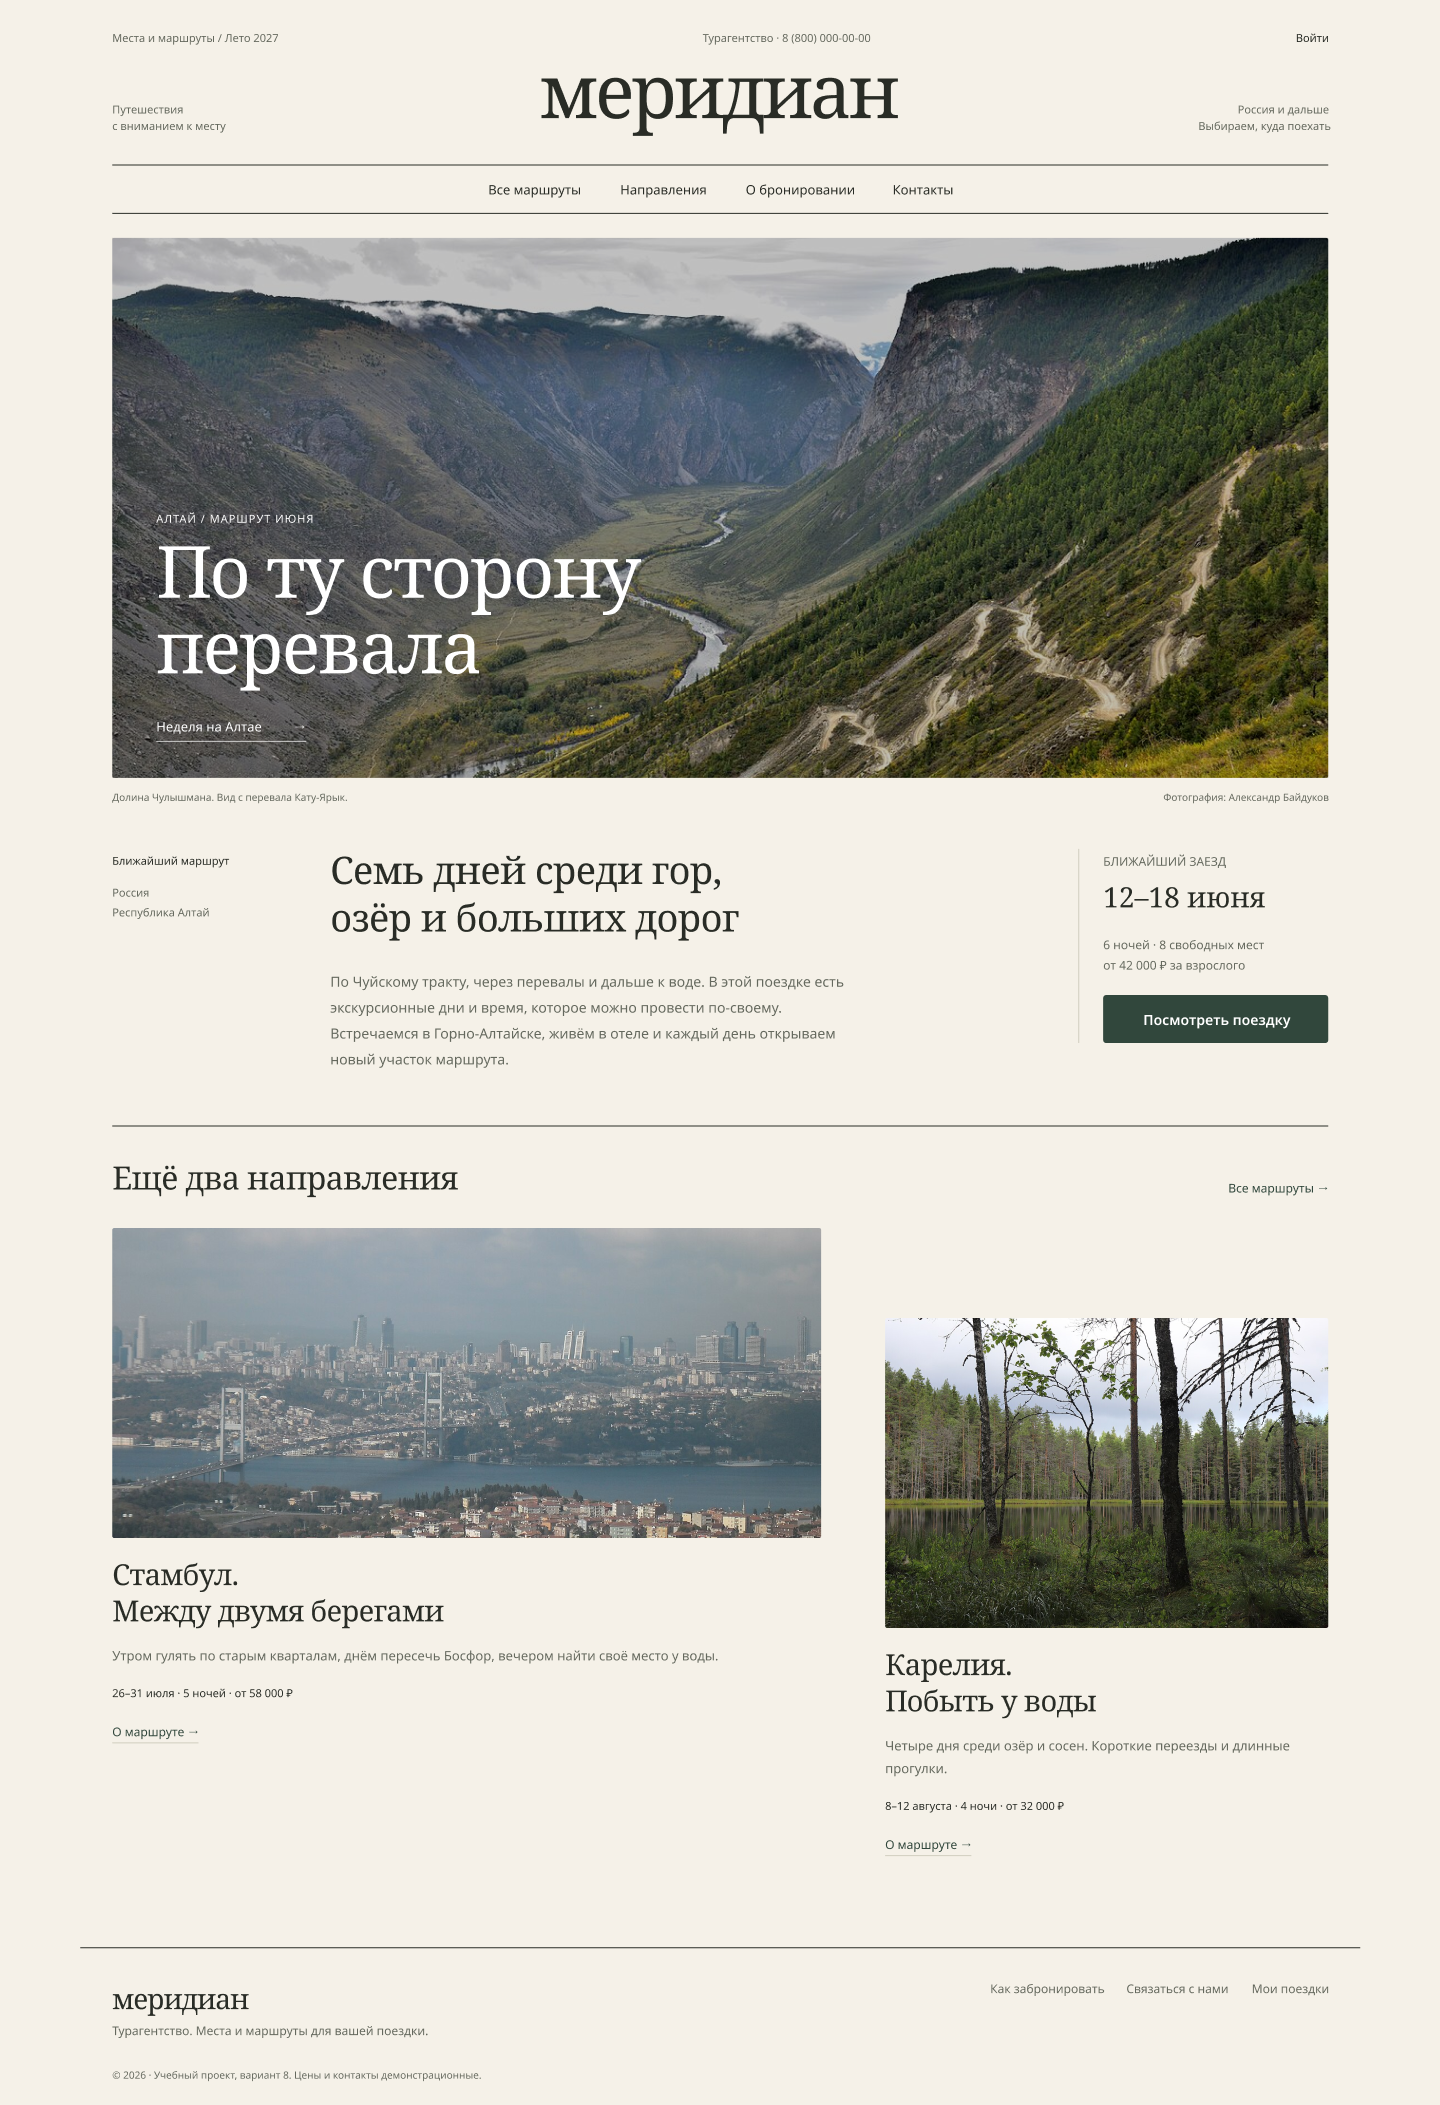 Места и маршруты / Лето 2027
Турагентство · 8 (800) 000-00-00
Войти
Путешествия
с вниманием к месту
меридиан
Россия и дальше
Выбираем, куда поехать
Все маршруты
Направления
О бронировании
Контакты
АЛТАЙ / МАРШРУТ ИЮНЯ
По ту сторону
перевала
Неделя на Алтае →
Долина Чулышмана. Вид с перевала Кату-Ярык.
Фотография: Александр Байдуков
Ближайший маршрут
Россия
Республика Алтай
Семь дней среди гор,
озёр и больших дорог
По Чуйскому тракту, через перевалы и дальше к воде. В этой поездке есть
экскурсионные дни и время, которое можно провести по-своему.
Встречаемся в Горно-Алтайске, живём в отеле и каждый день открываем
новый участок маршрута.
БЛИЖАЙШИЙ ЗАЕЗД
12–18 июня
6 ночей · 8 свободных мест
от 42 000 ₽ за взрослого
Посмотреть поездку
Ещё два направления
Все маршруты →
Стамбул.
Между двумя берегами
Утром гулять по старым кварталам, днём пересечь Босфор, вечером найти своё место у воды.
26–31 июля · 5 ночей · от 58 000 ₽
О маршруте →
Карелия.
Побыть у воды
Четыре дня среди озёр и сосен. Короткие переезды и длинные
прогулки.
8–12 августа · 4 ночи · от 32 000 ₽
О маршруте →
меридиан
Турагентство. Места и маршруты для вашей поездки.
Как забронировать
Связаться с нами
Мои поездки
© 2026 · Учебный проект, вариант 8. Цены и контакты демонстрационные.